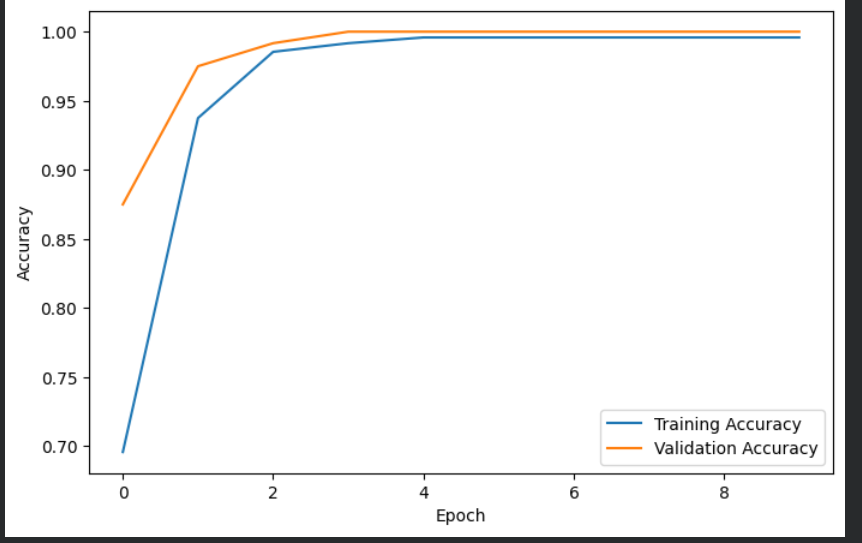 1.00
0.95
0.90
0.85
0.80
0.75
0.70
Accuracy
Training Accuracy
Validation Accuracy
0 2 4 6 8
Epoch